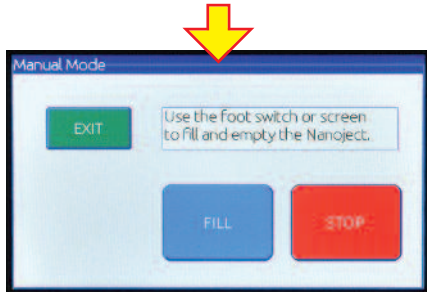 Manual Mode
EXIT
Use the foot switch or screen
to fill and empty the Nanoject.
FILL
STOP